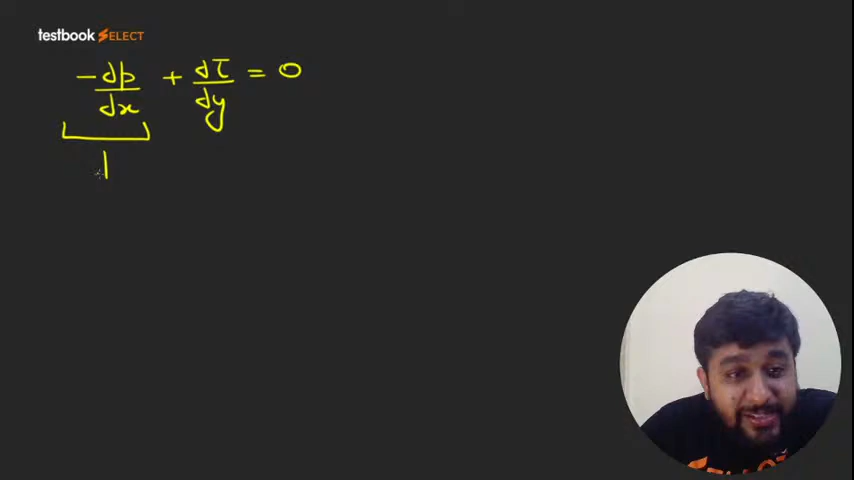 testbook SELECT
-dp/dx + dτ/dy = 0